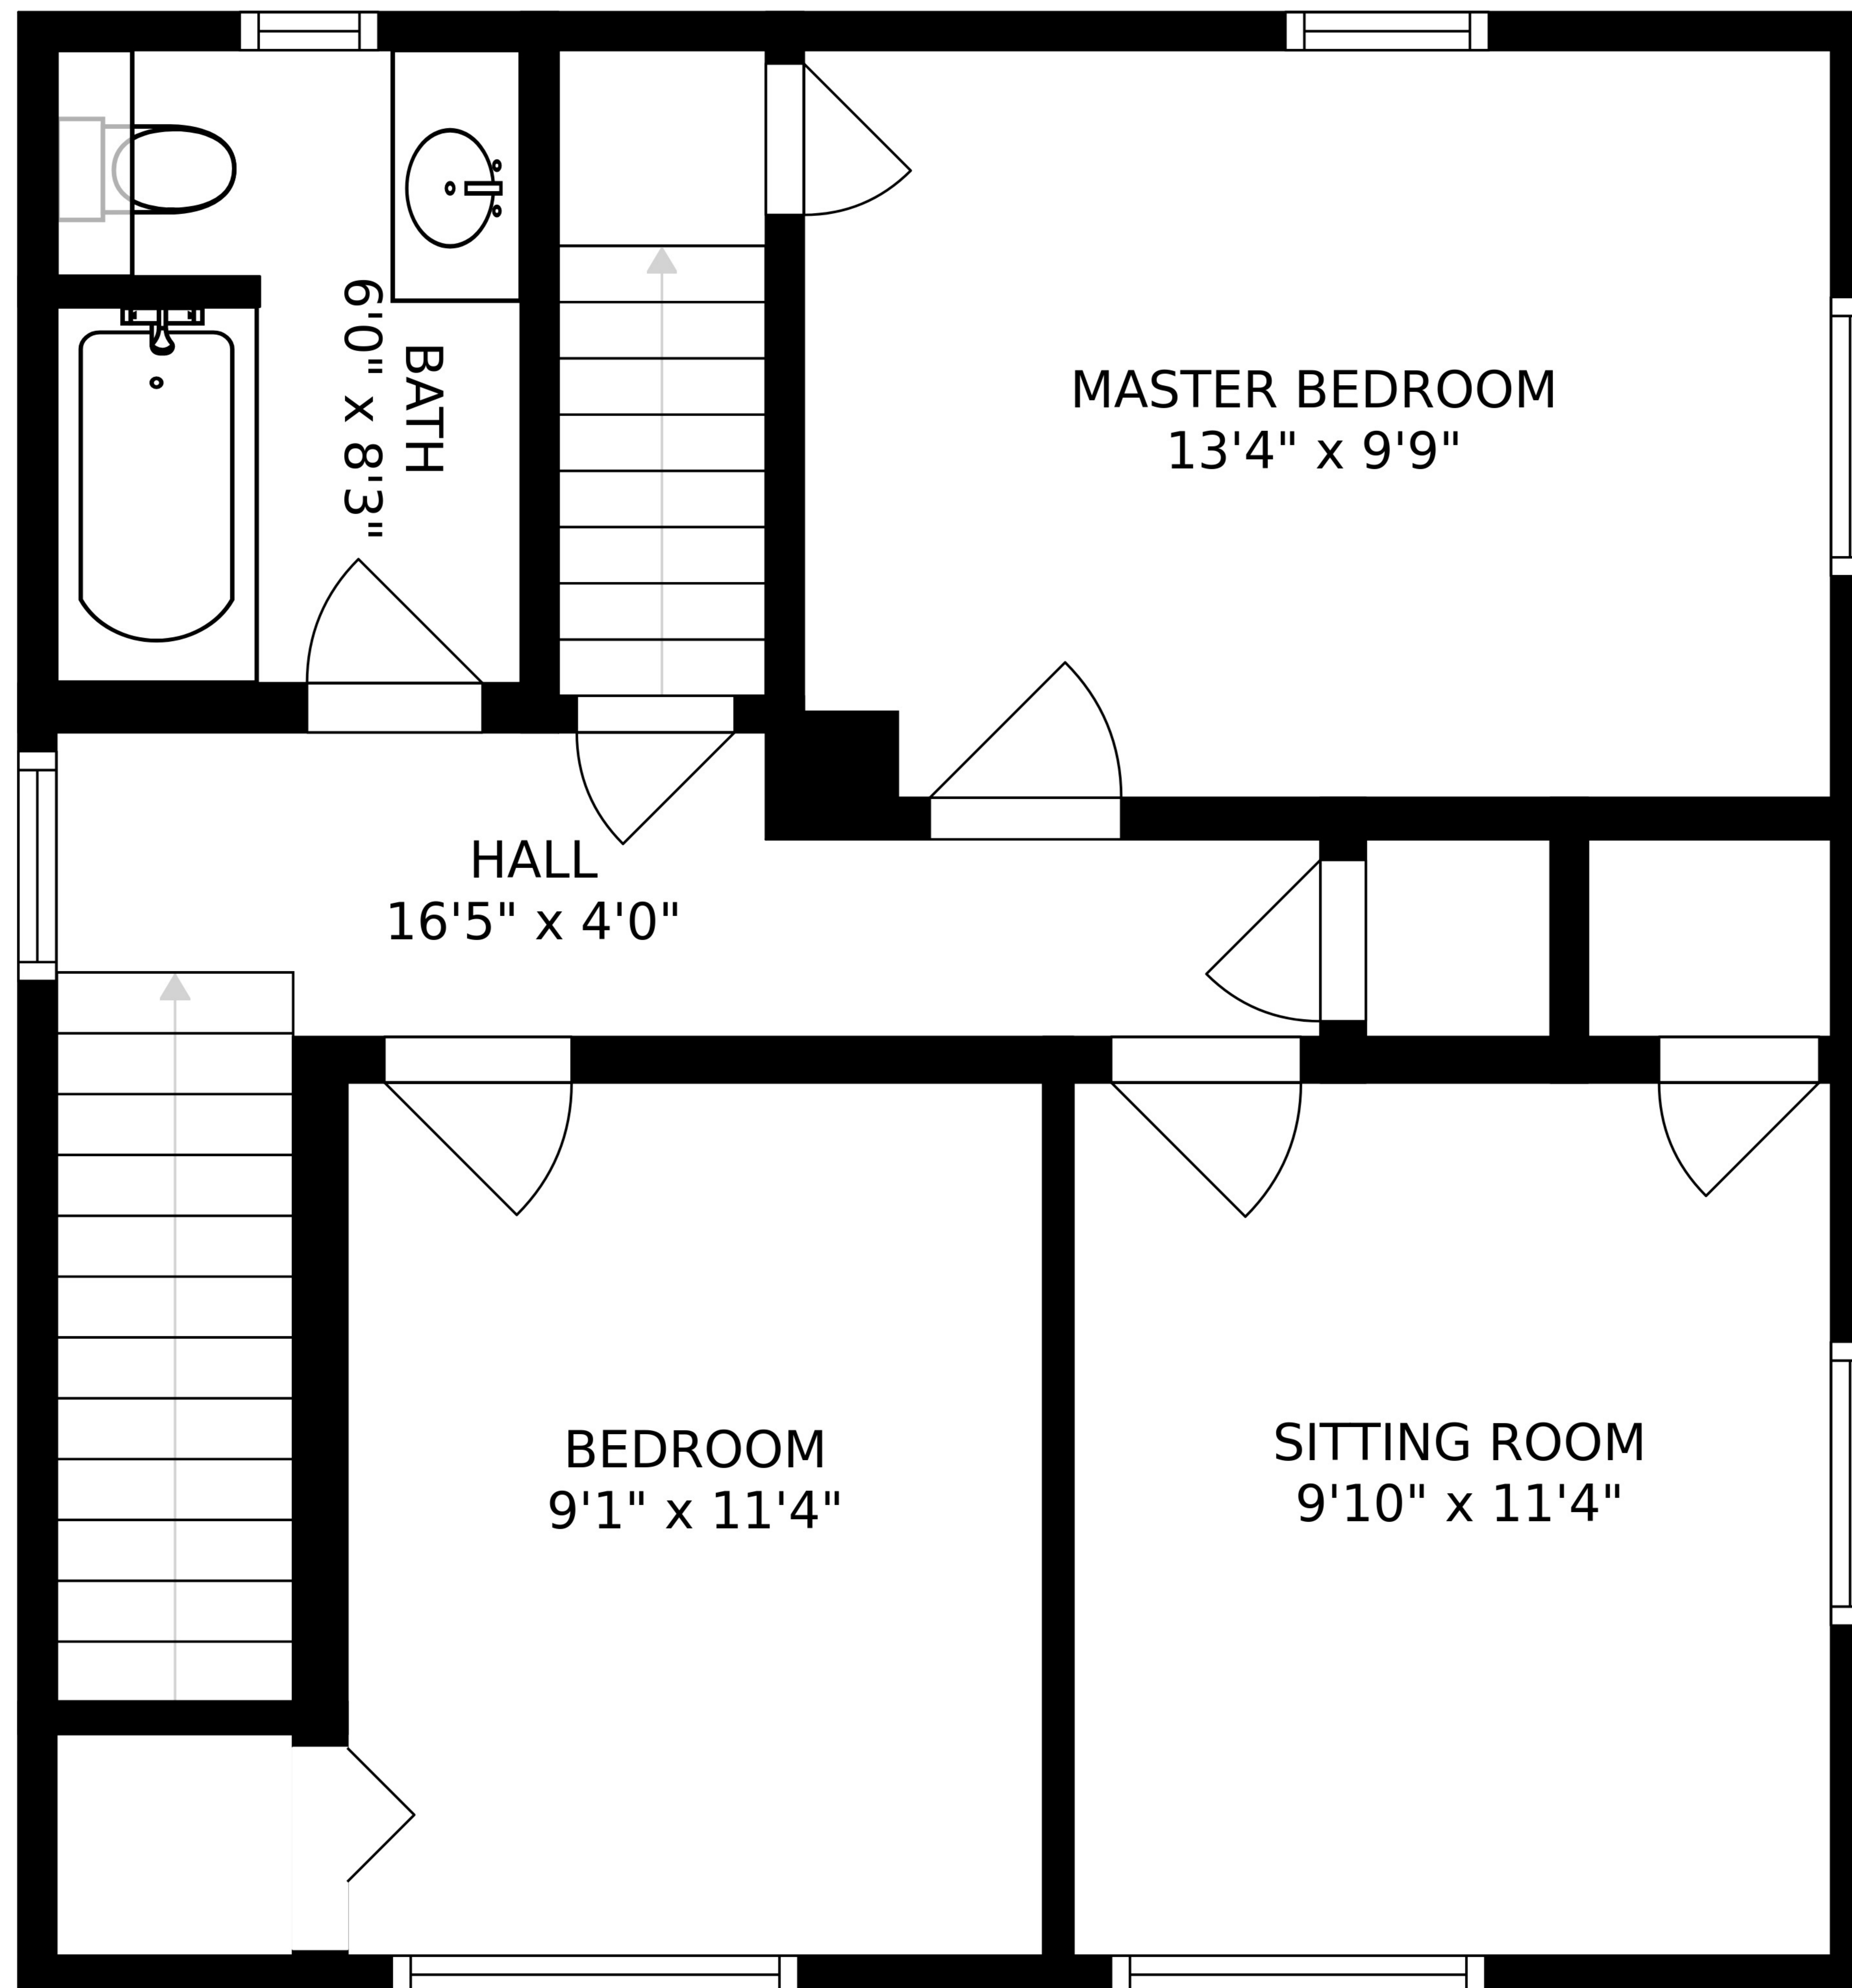 BATH
6'0" x 8'3"
MASTER BEDROOM
13'4" x 9'9"
HALL
16'5" x 4'0"
BEDROOM
9'1" x 11'4"
SITTING ROOM
9'10" x 11'4"